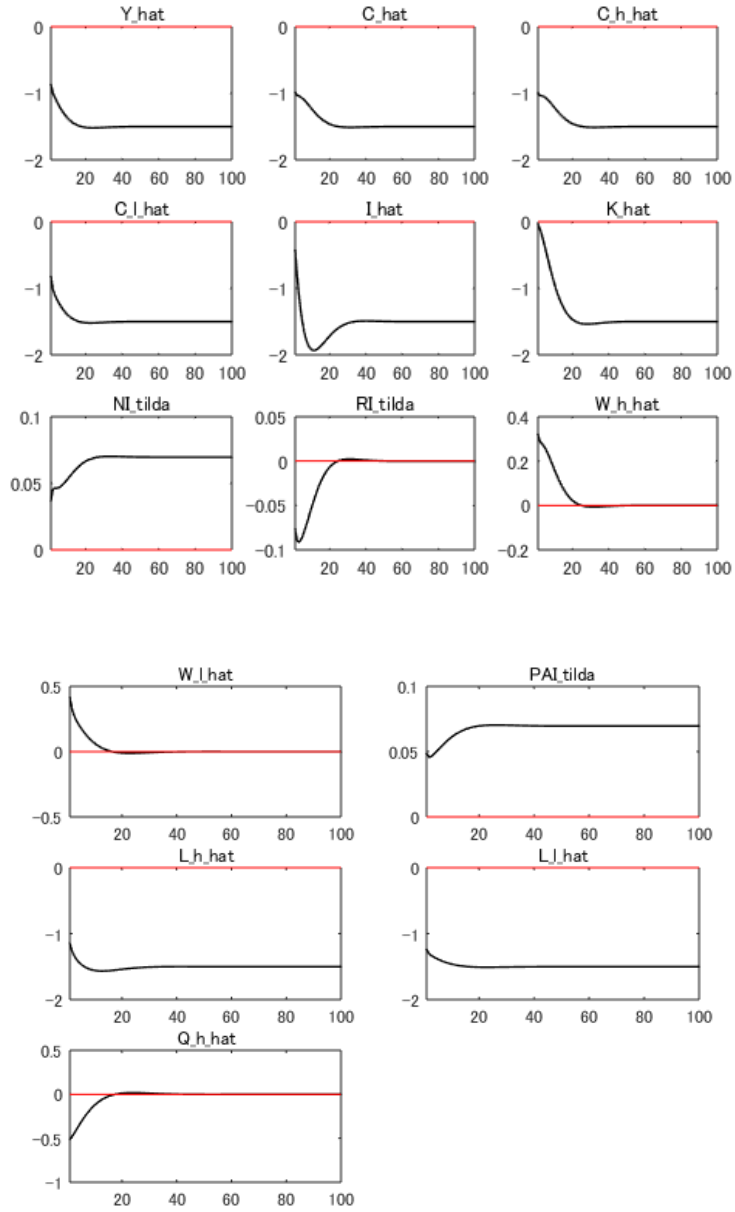 Y_hat C_hat C_h_hat
0 0 0
−1 −1 −1
−2 −2 −2
20 40 60 80 100 20 40 60 80 100 20 40 60 80 100
C_l_hat I_hat K_hat
0 0 0
−1 −1 −1
−2 −2 −2
20 40 60 80 100 20 40 60 80 100 20 40 60 80 100
NI_tilda RI_tilda W_h_hat
0.1 0.05 0.4
0 0.2
0.05
−0.05 0
0 −0.1 −0.2
20 40 60 80 100 20 40 60 80 100 20 40 60 80 100
W_l_hat PAI_tilda
0.5 0.1
0 0.05
−0.5 0
20 40 60 80 100 20 40 60 80 100
L_h_hat L_l_hat
0 0
−1 −1
−2 −2
20 40 60 80 100 20 40 60 80 100
Q_h_hat
0.5
0
−0.5
−1
20 40 60 80 100